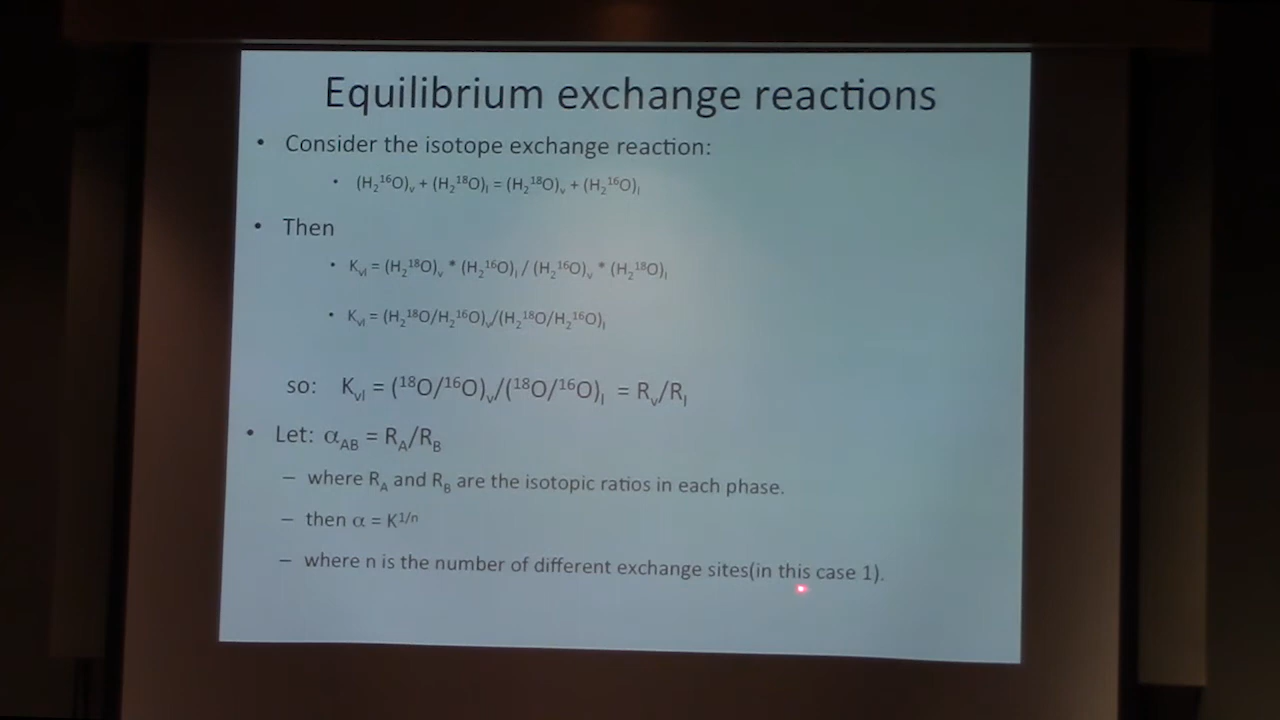 Equilibrium exchange reactions
• Consider the isotope exchange reaction:
• (H₂¹⁶O)ᵥ + (H₂¹⁸O)ₗ = (H₂¹⁸O)ᵥ + (H₂¹⁶O)ₗ
• Then
• Kᵥₗ = (H₂¹⁸O)ᵥ * (H₂¹⁶O)ₗ / (H₂¹⁶O)ᵥ * (H₂¹⁸O)ₗ
• Kᵥₗ = (H₂¹⁸O/H₂¹⁶O)ᵥ/(H₂¹⁸O/H₂¹⁶O)ₗ
so: Kᵥₗ = (¹⁸O/¹⁶O)ᵥ/(¹⁸O/¹⁶O)ₗ = Rᵥ/Rₗ
• Let: α_AB = R_A/R_B
– where R_A and R_B are the isotopic ratios in each phase.
– then α = K¹/ⁿ
– where n is the number of different exchange sites(in this case 1).